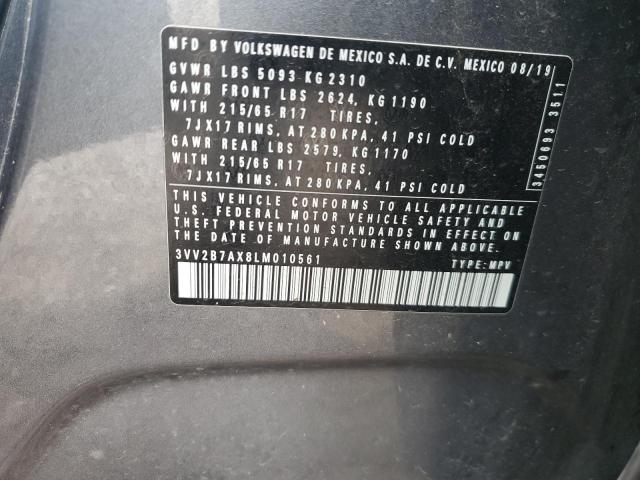 MFD BY VOLKSWAGEN DE MEXICO S.A. DE C.V. MEXICO 08/19
GVWR LBS 5093 KG 2310
GAWR FRONT LBS 2624, KG 1190
WITH 215/65 R17 TIRES,
7JX17 RIMS, AT 280 KPA, 41 PSI COLD
GAWR REAR LBS 2579, KG 1170
WITH 215/65 R17 TIRES,
7JX17 RIMS, AT 280 KPA, 41 PSI COLD
THIS VEHICLE CONFORMS TO ALL APPLICABLE
U.S. FEDERAL MOTOR VEHICLE SAFETY AND
THEFT PREVENTION STANDARDS IN EFFECT ON
THE DATE OF MANUFACTURE SHOWN ABOVE
3VV2B7AX8LM010561 TYPE: MPV
3450693 3511